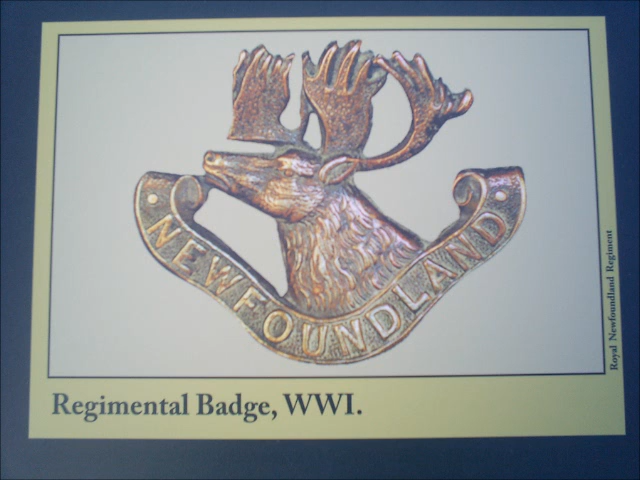 NEWFOUNDLAND
Royal Newfoundland Regiment
Regimental Badge, WWI.